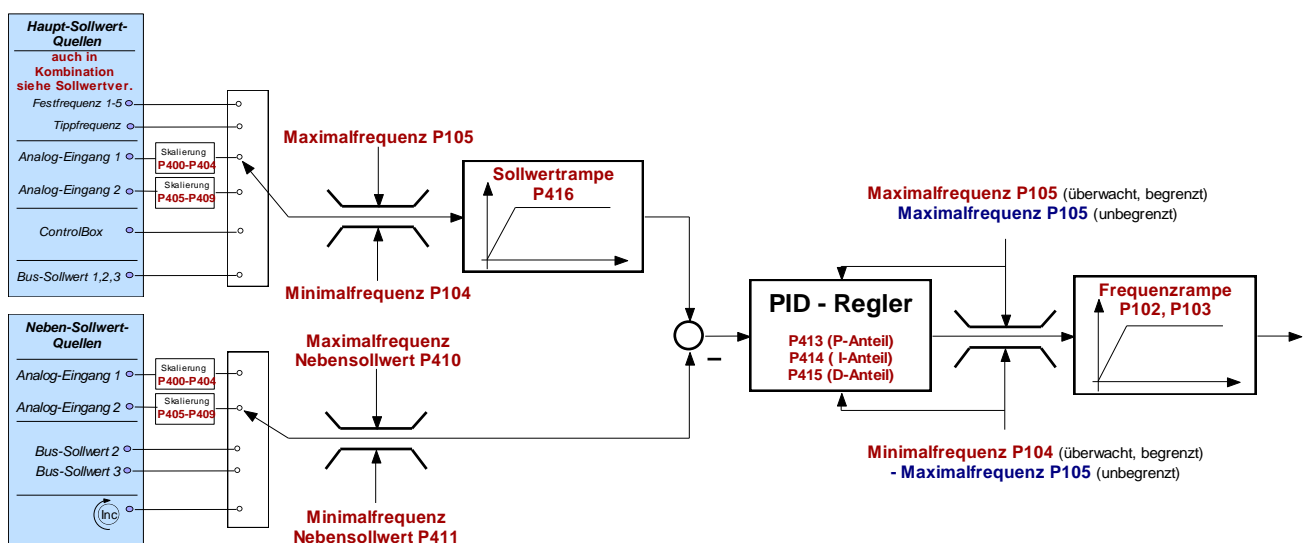 Haupt-Sollwert-
Quellen
auch in
Kombination
siehe Sollwertver.
Festfrequenz 1-5
Tippfrequenz
Analog-Eingang 1
Skalierung
P400-P404
Analog-Eingang 2
Skalierung
P405-P409
ControlBox
Bus-Sollwert 1,2,3
Maximalfrequenz P105
Minimalfrequenz P104
Sollwertrampe
P416
Neben-Sollwert-
Quellen
Analog-Eingang 1
Skalierung
P400-P404
Analog-Eingang 2
Skalierung
P405-P409
Bus-Sollwert 2
Bus-Sollwert 3
Inc
Maximalfrequenz
Nebensollwert P410
Minimalfrequenz
Nebensollwert P411
–
PID - Regler
P413 (P-Anteil)
P414 ( I-Anteil)
P415 (D-Anteil)
Maximalfrequenz P105 (überwacht, begrenzt)
Maximalfrequenz P105 (unbegrenzt)
Minimalfrequenz P104 (überwacht, begrenzt)
- Maximalfrequenz P105 (unbegrenzt)
Frequenzrampe
P102, P103